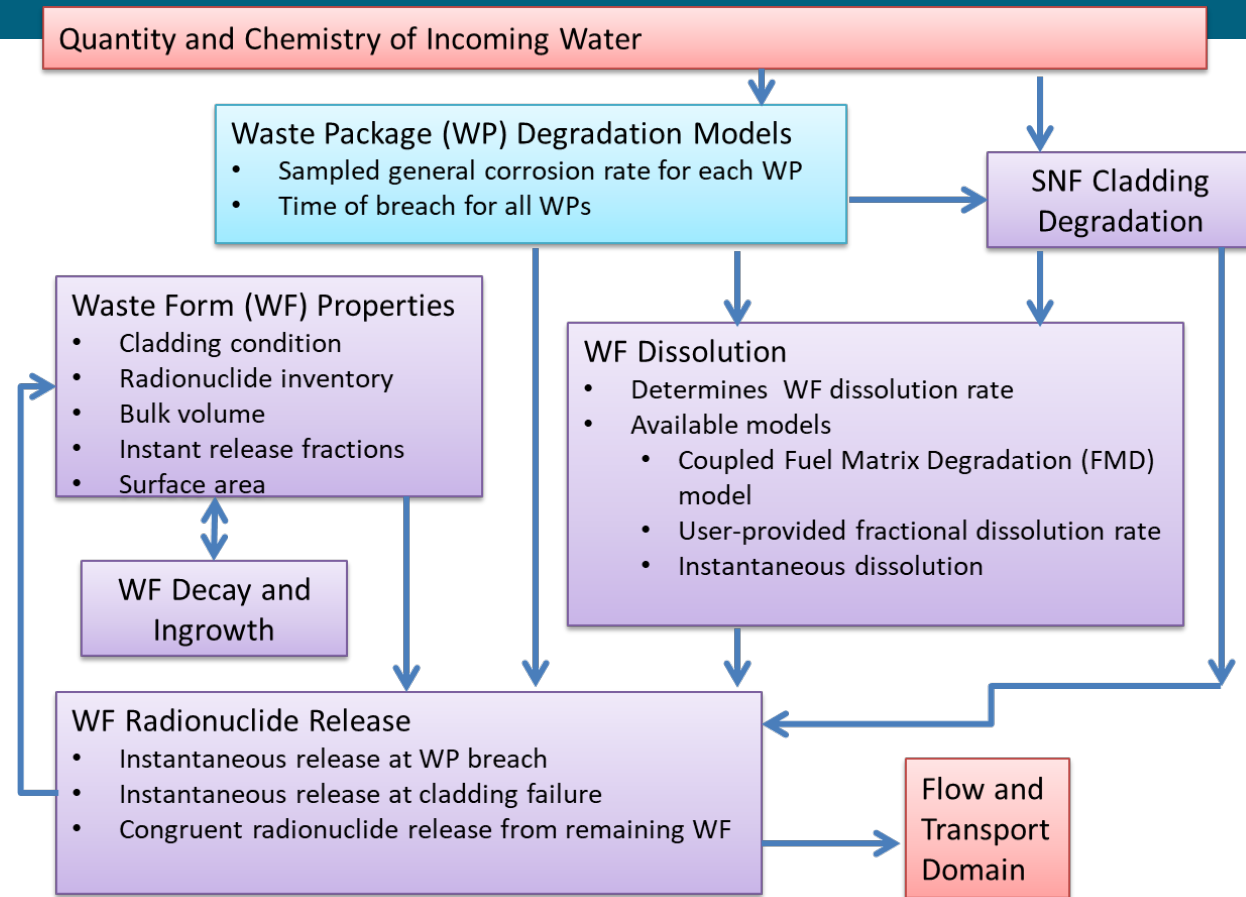 Quantity and Chemistry of Incoming Water
Waste Package (WP) Degradation Models
• Sampled general corrosion rate for each WP
• Time of breach for all WPs
SNF Cladding
Degradation
Waste Form (WF) Properties
• Cladding condition
• Radionuclide inventory
• Bulk volume
• Instant release fractions
• Surface area
WF Dissolution
• Determines WF dissolution rate
• Available models
• Coupled Fuel Matrix Degradation (FMD)
model
• User-provided fractional dissolution rate
• Instantaneous dissolution
WF Decay and
Ingrowth
WF Radionuclide Release
• Instantaneous release at WP breach
• Instantaneous release at cladding failure
• Congruent radionuclide release from remaining WF
Flow and
Transport
Domain